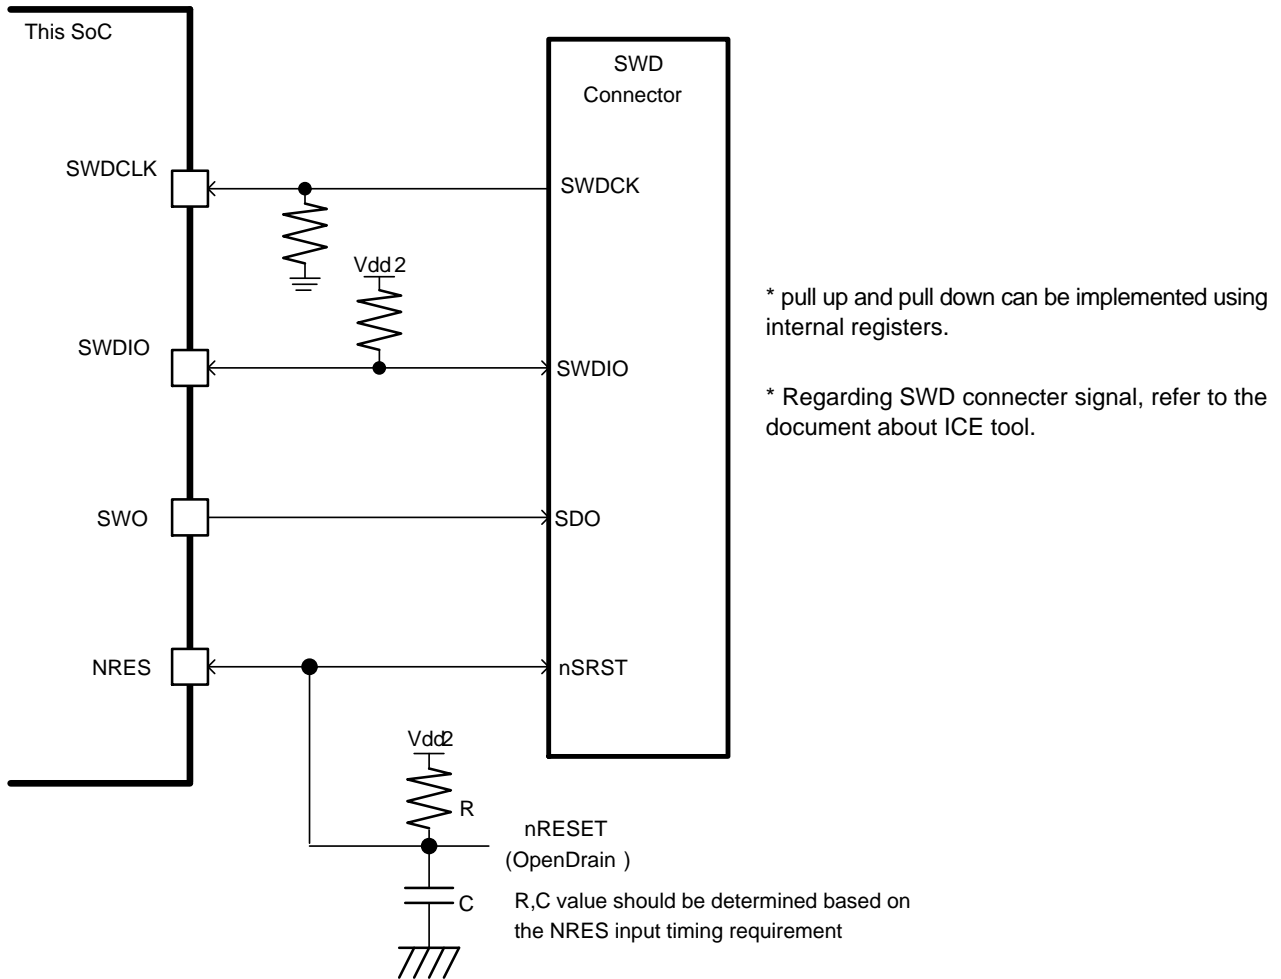 This SoC
SWD
Connector
SWDCLK
SWDCK
Vdd 2
* pull up and pull down can be implemented using
internal registers.
SWDIO
SWDIO
* Regarding SWD connecter signal, refer to the
document about ICE tool.
SWO
SDO
NRES
nSRST
Vdd2
R
nRESET
(OpenDrain )
C
R,C value should be determined based on
the NRES input timing requirement